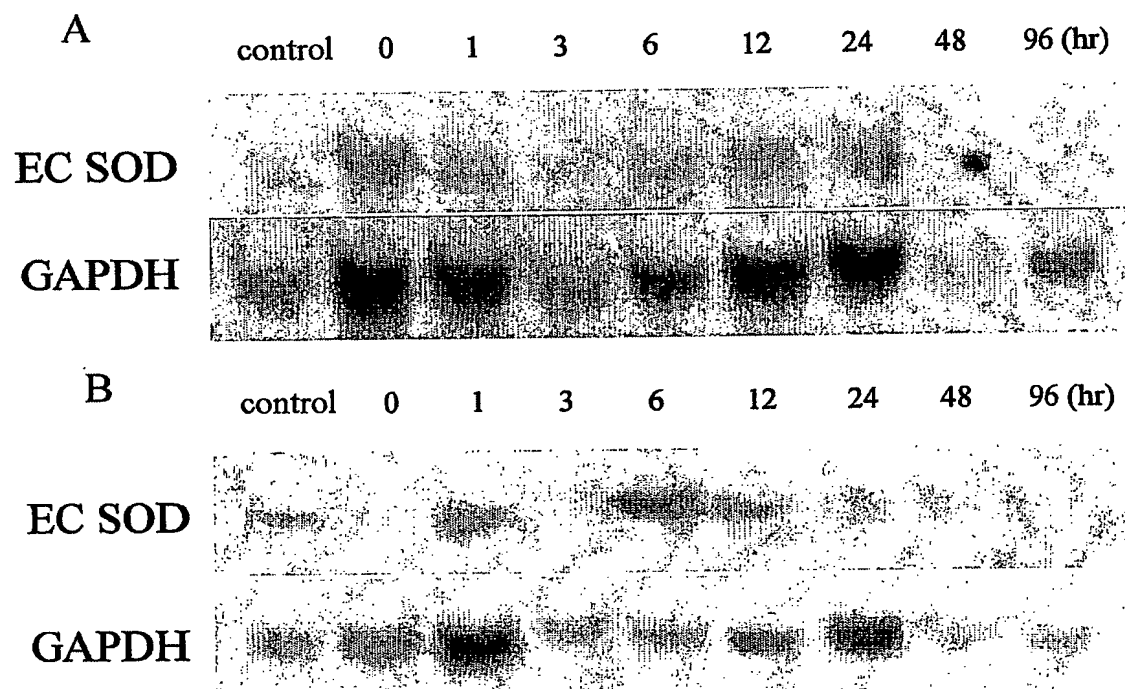 A
control 0 1 3 6 12 24 48 96 (hr)
EC SOD
GAPDH
B
control 0 1 3 6 12 24 48 96 (hr)
EC SOD
GAPDH